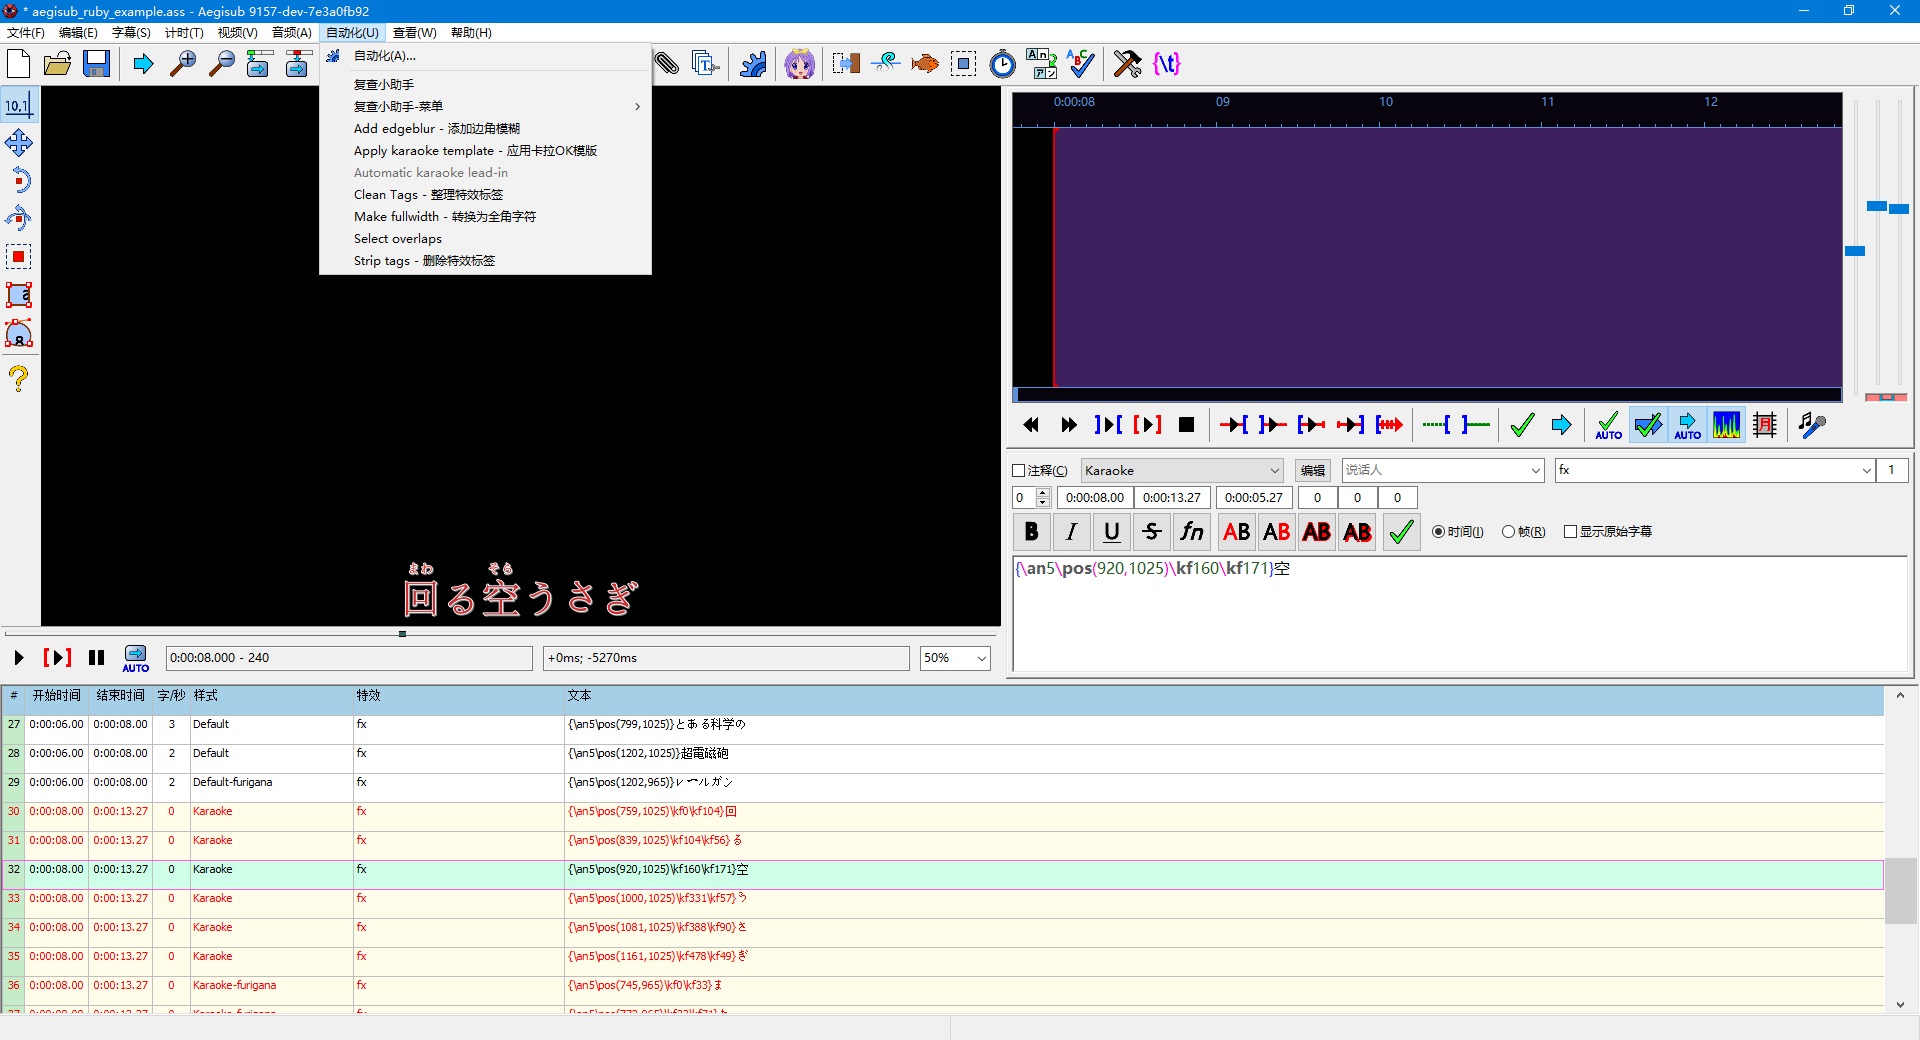 * aegisub_ruby_example.ass - Aegisub 9157-dev-7e3a0fb92
文件(F) 编辑(E) 字幕(S) 计时(T) 视频(V) 音频(A) 自动化(U) 查看(W) 帮助(H)
自动化(A)...
复查小助手
复查小助手-菜单
Add edgeblur - 添加边角模糊
Apply karaoke template - 应用卡拉OK模版
Automatic karaoke lead-in
Clean Tags - 整理特效标签
Make fullwidth - 转换为全角字符
Select overlaps
Strip tags - 删除特效标签
{\t}
10,1
0:00:08 09 10 11 12
AUTO AUTO
注释(C) Karaoke 编辑 说话人 fx 1
0 0:00:08.00 0:00:13.27 0:00:05.27 0 0 0
B I U S fn AB AB AB AB 时间(I) 帧(R) 显示原始字幕
{\an5\pos(920,1025)\kf160\kf171}空
まわ そら
回る空うさぎ
AUTO 0:00:08.000 - 240 +0ms; -5270ms 50%
# 开始时间 结束时间 字/秒 样式 特效 文本
27 0:00:06.00 0:00:08.00 3 Default fx {\an5\pos(799,1025)}とある科学の
28 0:00:06.00 0:00:08.00 2 Default fx {\an5\pos(1202,1025)}超電磁砲
29 0:00:06.00 0:00:08.00 2 Default-furigana fx {\an5\pos(1202,965)}レールガン
30 0:00:08.00 0:00:13.27 0 Karaoke fx {\an5\pos(759,1025)\kf0\kf104}回
31 0:00:08.00 0:00:13.27 0 Karaoke fx {\an5\pos(839,1025)\kf104\kf56}る
32 0:00:08.00 0:00:13.27 0 Karaoke fx {\an5\pos(920,1025)\kf160\kf171}空
33 0:00:08.00 0:00:13.27 0 Karaoke fx {\an5\pos(1000,1025)\kf331\kf57}う
34 0:00:08.00 0:00:13.27 0 Karaoke fx {\an5\pos(1081,1025)\kf388\kf90}さ
35 0:00:08.00 0:00:13.27 0 Karaoke fx {\an5\pos(1161,1025)\kf478\kf49}ぎ
36 0:00:08.00 0:00:13.27 0 Karaoke-furigana fx {\an5\pos(745,965)\kf0\kf33}ま